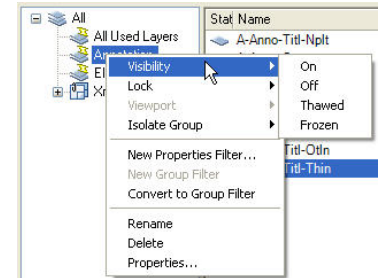 All
Stat Name
All Used Layers
A-Anno-Titl-Nplt
Annotation
El
Xr
Visibility
Lock
Viewport
Isolate Group
New Properties Filter...
New Group Filter
Convert to Group Filter
Rename
Delete
Properties...
On
Off
Thawed
Frozen
Titl-Otln
Titl-Thin